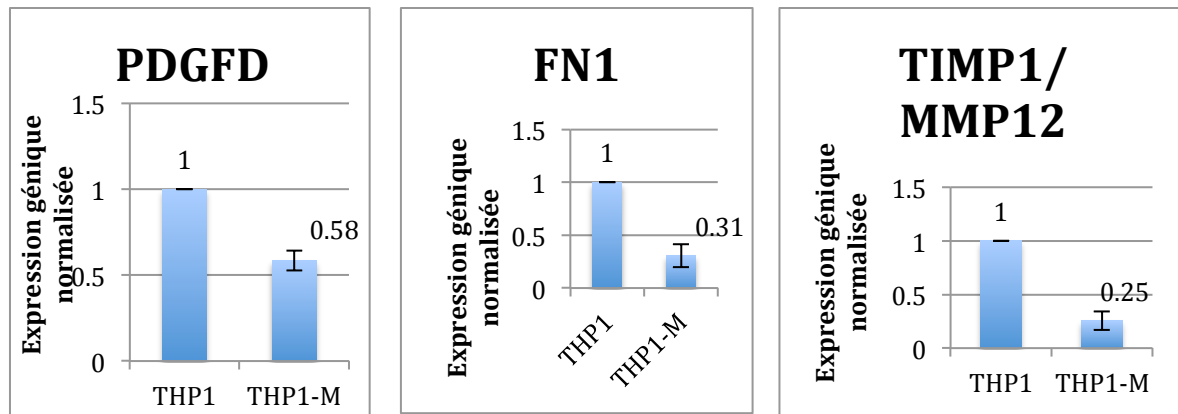 PDGFD
Expression génique
normalisée
1.5
1
0.5
0
1
0.58
THP1
THP1-M
FN1
Expression génique
normalisée
1.5
1
0.5
0
1
0.31
THP1
THP1-M
TIMP1/
MMP12
Expression génique
normalisée
1.5
1
0.5
0
1
0.25
THP1
THP1-M